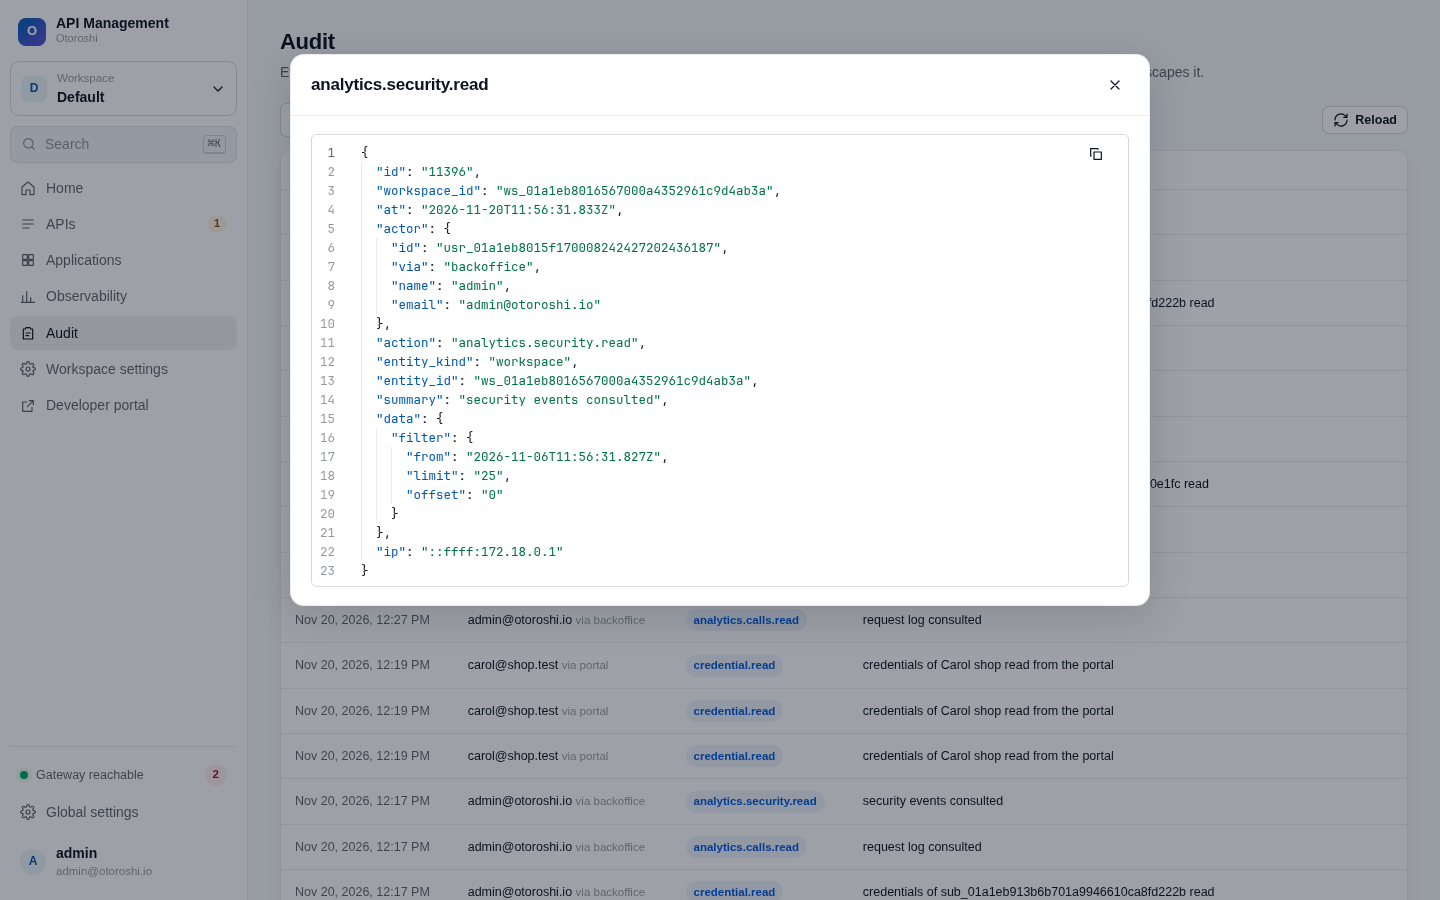 O
API Management
Otoroshi
D
Workspace
Default
Search
⌘K
Home
APIs
1
Applications
Observability
Audit
Workspace settings
Developer portal
Gateway reachable
2
Global settings
A
admin
admin@otoroshi.io
Audit
E
scapes it.
Reload
analytics.security.read
1 {
2 "id": "11396",
3 "workspace_id": "ws_01a1eb8016567000a4352961c9d4ab3a",
4 "at": "2026-11-20T11:56:31.833Z",
5 "actor": {
6 "id": "usr_01a1eb8015f170008242427202436187",
7 "via": "backoffice",
8 "name": "admin",
9 "email": "admin@otoroshi.io"
10 },
11 "action": "analytics.security.read",
12 "entity_kind": "workspace",
13 "entity_id": "ws_01a1eb8016567000a4352961c9d4ab3a",
14 "summary": "security events consulted",
15 "data": {
16 "filter": {
17 "from": "2026-11-06T11:56:31.827Z",
18 "limit": "25",
19 "offset": "0"
20 }
21 },
22 "ip": "::ffff:172.18.0.1"
23 }
fd222b read
0e1fc read
Nov 20, 2026, 12:27 PM admin@otoroshi.io via backoffice analytics.calls.read request log consulted
Nov 20, 2026, 12:19 PM carol@shop.test via portal credential.read credentials of Carol shop read from the portal
Nov 20, 2026, 12:19 PM carol@shop.test via portal credential.read credentials of Carol shop read from the portal
Nov 20, 2026, 12:19 PM carol@shop.test via portal credential.read credentials of Carol shop read from the portal
Nov 20, 2026, 12:17 PM admin@otoroshi.io via backoffice analytics.security.read security events consulted
Nov 20, 2026, 12:17 PM admin@otoroshi.io via backoffice analytics.calls.read request log consulted
Nov 20, 2026, 12:17 PM admin@otoroshi.io via backoffice credential.read credentials of sub_01a1eb913b6b701a9946610ca8fd222b read